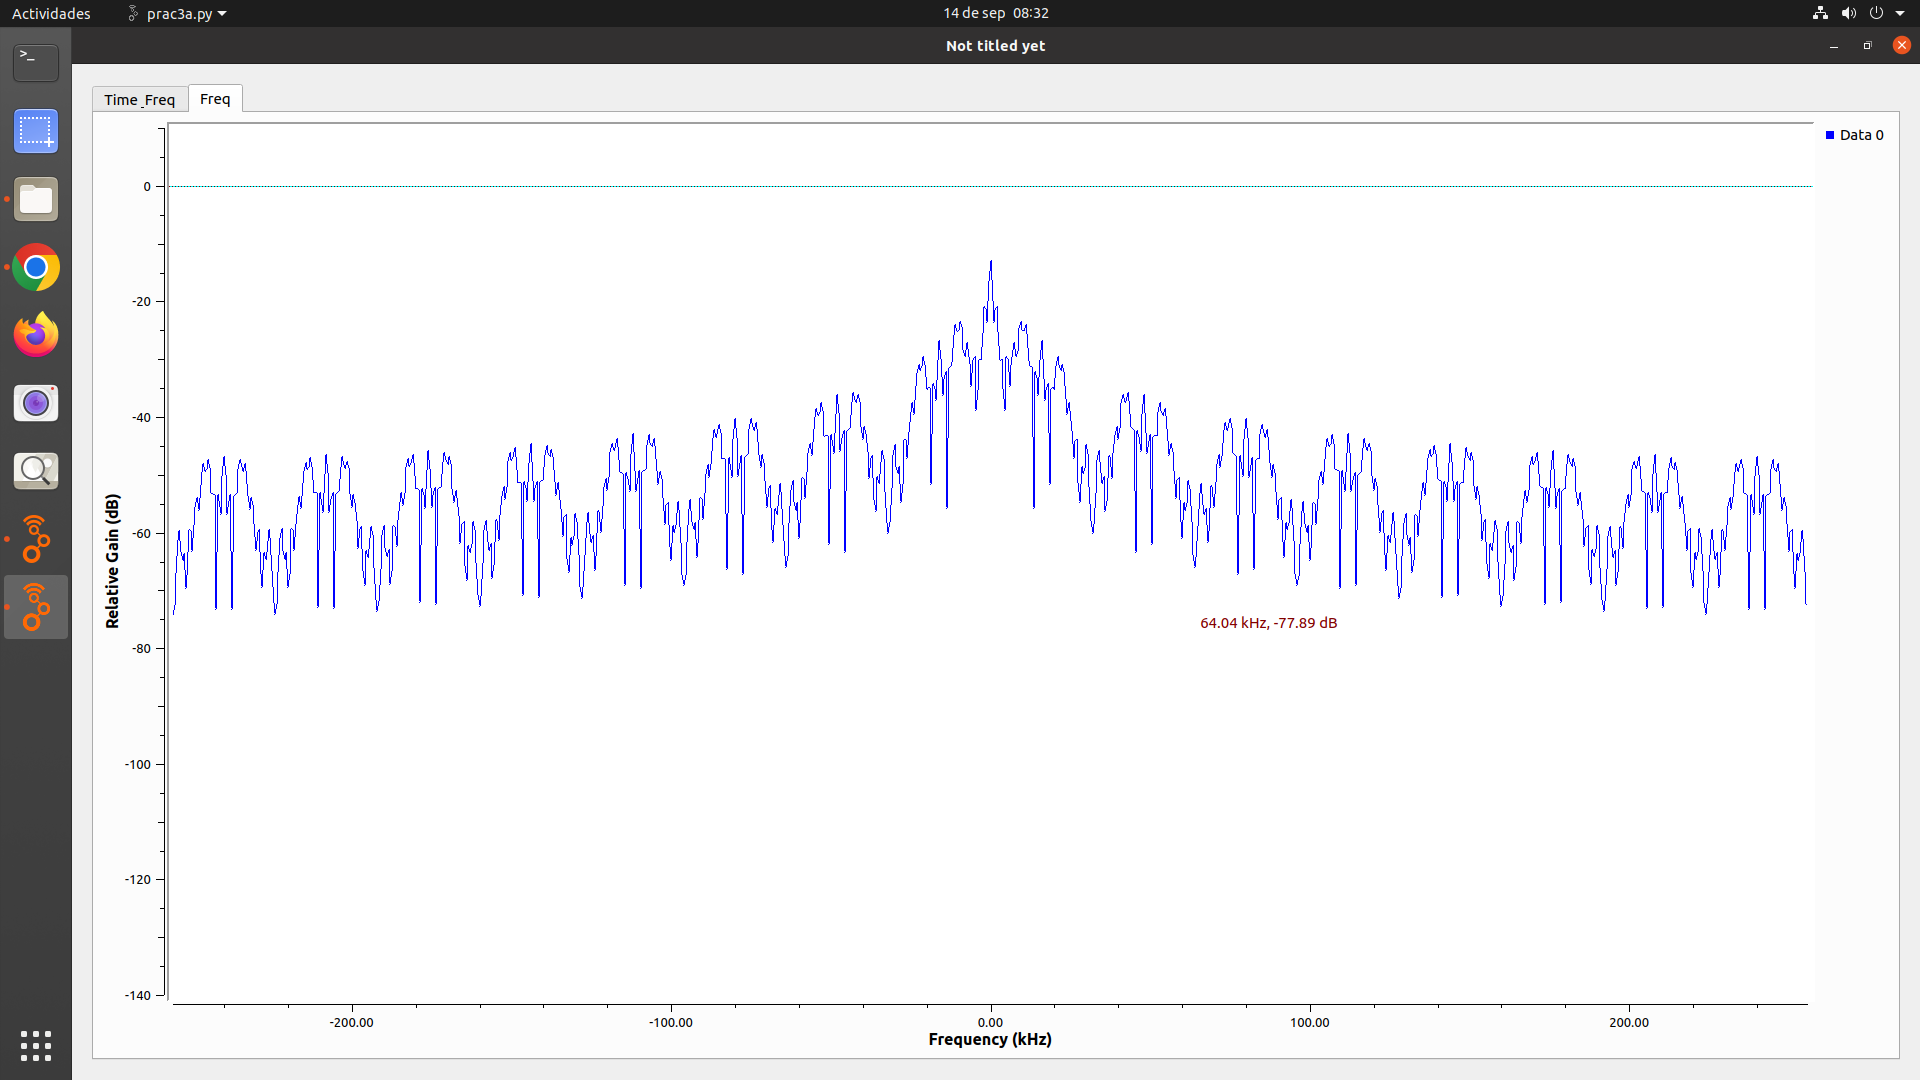 Actividades
prac3a.py
14 de sep 08:32
Not titled yet
>_
Time_Freq
Freq
Data 0
0
-20
-40
-60
-80
-100
-120
-140
Relative Gain (dB)
64.04 kHz, -77.89 dB
-200.00
-100.00
0.00
100.00
200.00
Frequency (kHz)